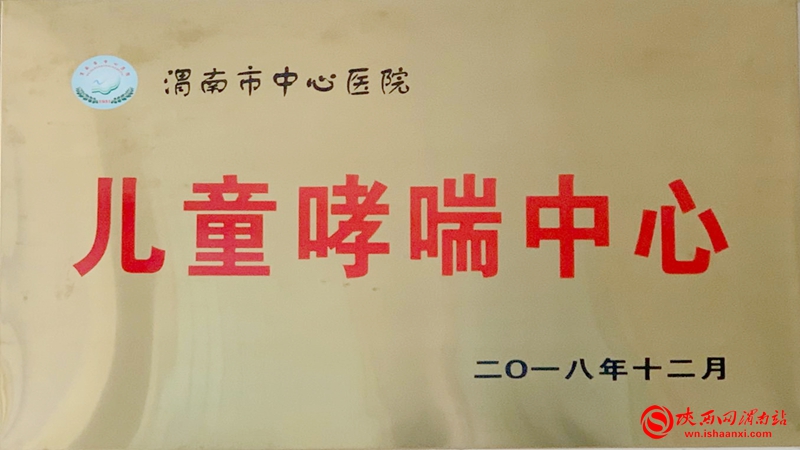 渭南市中心医院
儿童哮喘中心
二〇一八年十二月
陕西网渭南站
wn.ishaanxi.com